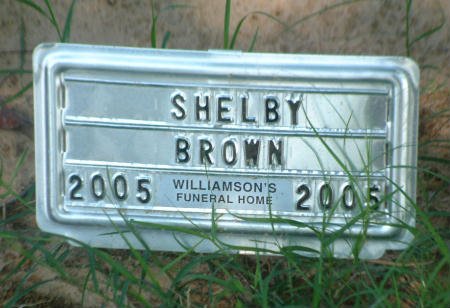 SHELBY
BROWN
2005 WILLIAMSON'S FUNERAL HOME 2005